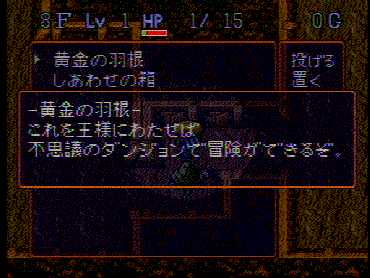 8F Lv 1 HP 1/ 15 0G
黄金の羽根
しあわせの箱
投げる
置く
-黄金の羽根-
これを王様にわたせば
不思議のダンジョンで冒険ができるぞ。